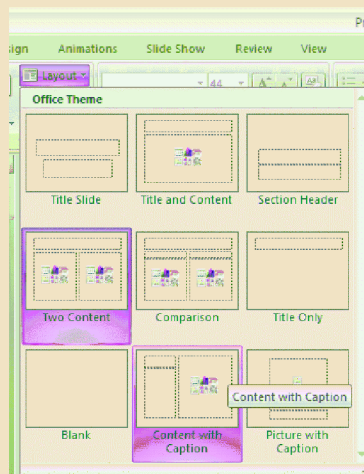 sign Animations Slide Show Review View
Layout 44
Office Theme
Title Slide Title and Content Section Header
Two Content Comparison Title Only
Content with Caption
Blank Content with Caption Picture with Caption